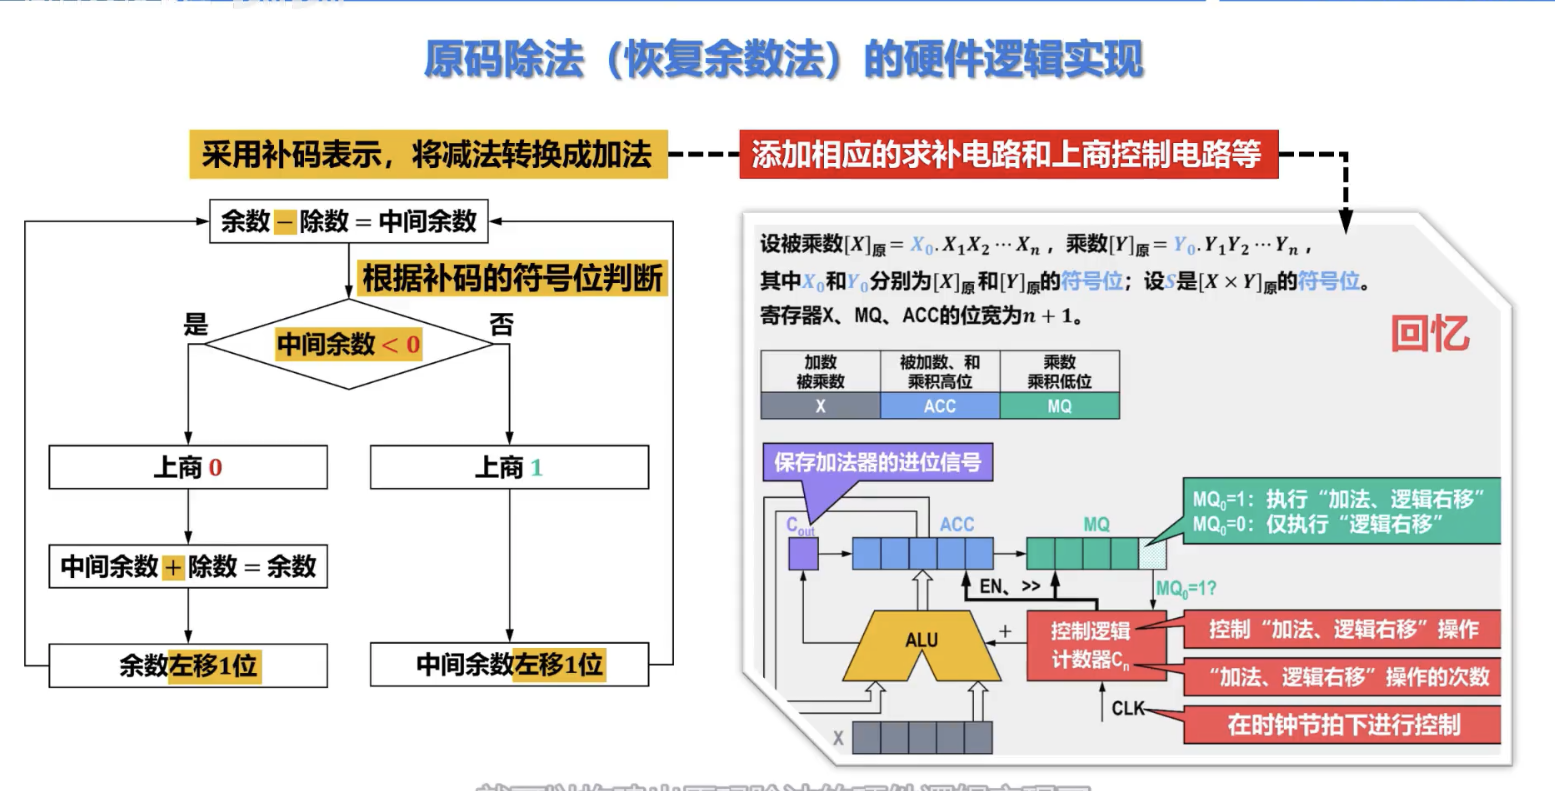 原码除法（恢复余数法）的硬件逻辑实现
采用补码表示，将减法转换成加法
添加相应的求补电路和上商控制电路等
余数－除数 = 中间余数
根据补码的符号位判断
是
否
中间余数 < 0
上商 0
上商 1
中间余数 + 除数 = 余数
余数左移1位
中间余数左移1位
设被乘数[X]原 = X₀.X₁X₂⋯Xₙ，乘数[Y]原 = Y₀.Y₁Y₂⋯Yₙ，
其中X₀和Y₀分别为[X]原和[Y]原的符号位；设S是[X × Y]原的符号位。
寄存器X、MQ、ACC的位宽为n + 1。
回忆
加数
被乘数
被加数、和
乘积高位
乘数
乘积低位
X
ACC
MQ
保存加法器的进位信号
MQ₀=1：执行“加法、逻辑右移”
MQ₀=0：仅执行“逻辑右移”
Cout
ACC
MQ
EN、>>
MQ₀=1?
ALU
+
控制逻辑
计数器Cₙ
控制“加法、逻辑右移”操作
“加法、逻辑右移”操作的次数
CLK
在时钟节拍下进行控制
X